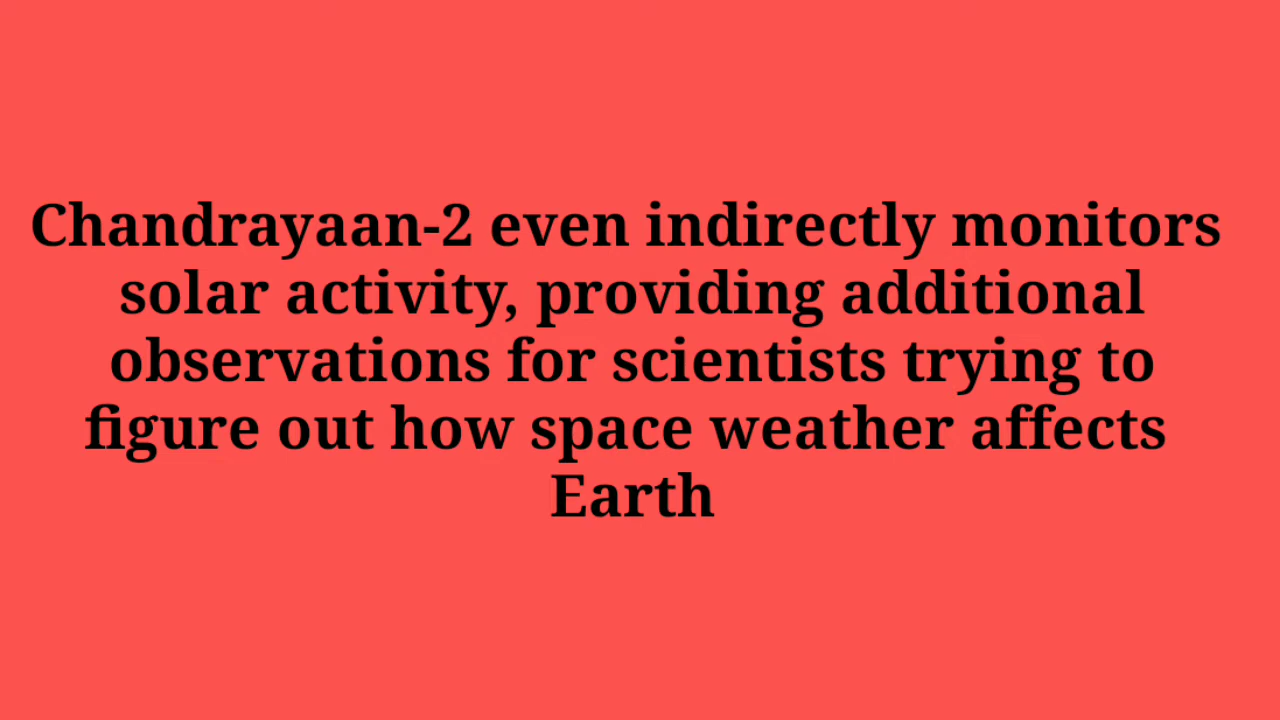 Chandrayaan-2 even indirectly monitors
solar activity, providing additional
observations for scientists trying to
figure out how space weather affects
Earth